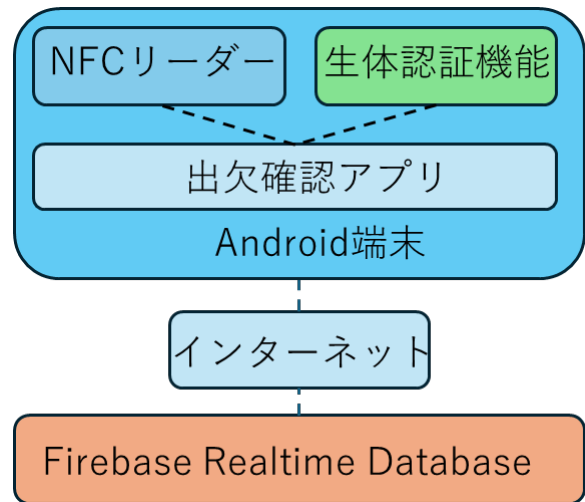 NFCリーダー
生体認証機能
出欠確認アプリ
Android端末
インターネット
Firebase Realtime Database